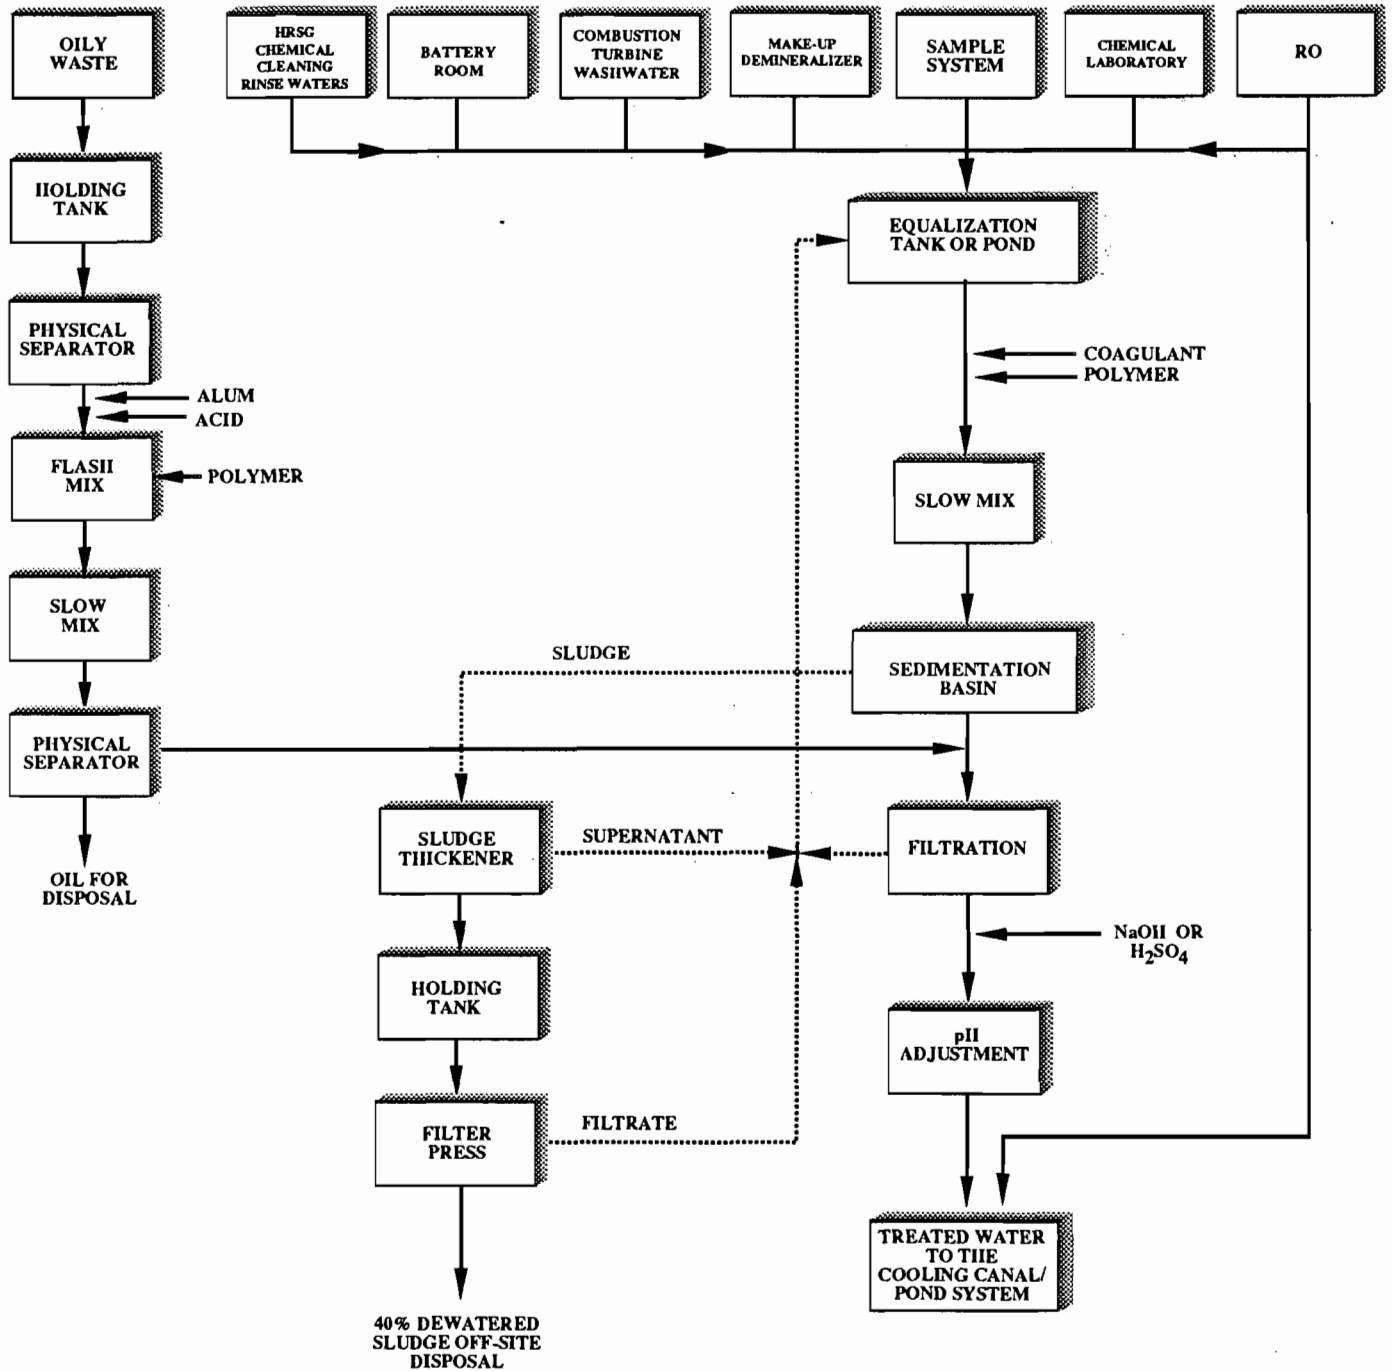 OILY
WASTE
HRSG
CHEMICAL
CLEANING
RINSE WATERS
BATTERY
ROOM
COMBUSTION
TURBINE
WASHWATER
MAKE-UP
DEMINERALIZER
SAMPLE
SYSTEM
CHEMICAL
LABORATORY
RO
HOLDING
TANK
EQUALIZATION
TANK OR POND
PHYSICAL
SEPARATOR
COAGULANT
POLYMER
ALUM
ACID
FLASH
MIX
POLYMER
SLOW MIX
SLOW
MIX
SLUDGE
SEDIMENTATION
BASIN
PHYSICAL
SEPARATOR
SLUDGE
THICKENER
SUPERNATANT
FILTRATION
OIL FOR
DISPOSAL
NaOH OR
H2SO4
HOLDING
TANK
pH
ADJUSTMENT
FILTER
PRESS
FILTRATE
TREATED WATER
TO THE
COOLING CANAL/
POND SYSTEM
40% DEWATERED
SLUDGE OFF-SITE
DISPOSAL